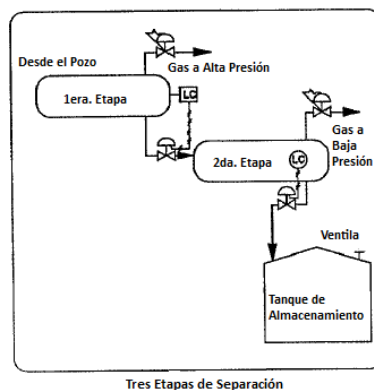 Desde el Pozo
Gas a Alta Presión
1era. Etapa
LC
2da. Etapa
LC
Gas a
Baja
Presión
Ventila
Tanque de
Almacenamiento
Tres Etapas de Separación